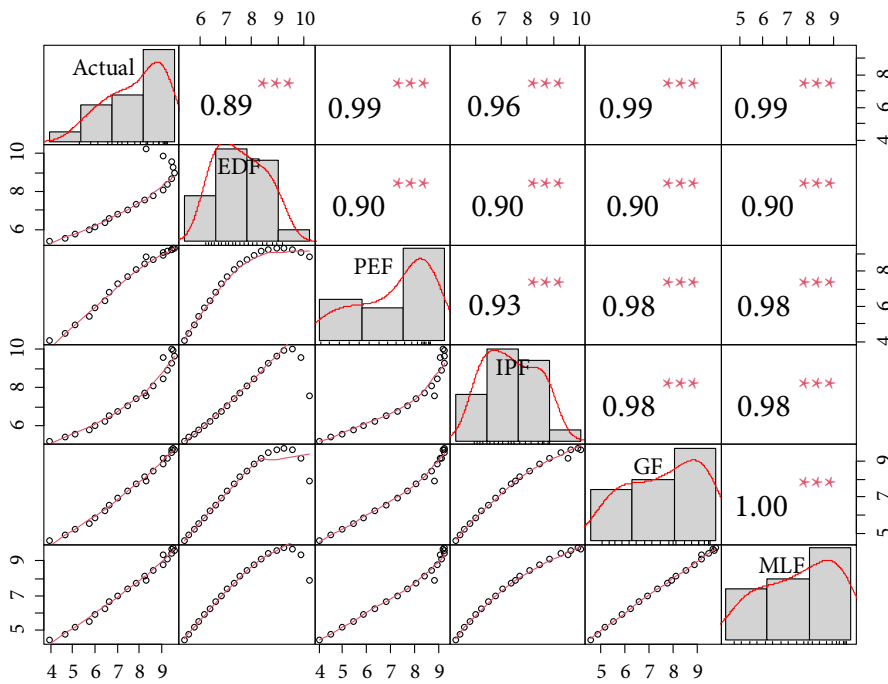 6 7 8 9 10 4 5 6 7 8 9 10 5 6 7 8 9
Actual 0.89 *** 0.99 *** 0.96 *** 0.99 *** 0.99 *** 4 6 8
6 8 10 EDF 0.90 *** 0.90 *** 0.90 *** 0.90 ***
PEF 0.93 *** 0.98 *** 0.98 *** 4 6 8
6 8 10 IPF 0.98 *** 0.98 ***
GF 1.00 *** 5 7 9
5 7 9 MLF
4 5 6 7 8 9 4 5 6 7 8 9 5 6 7 8 9